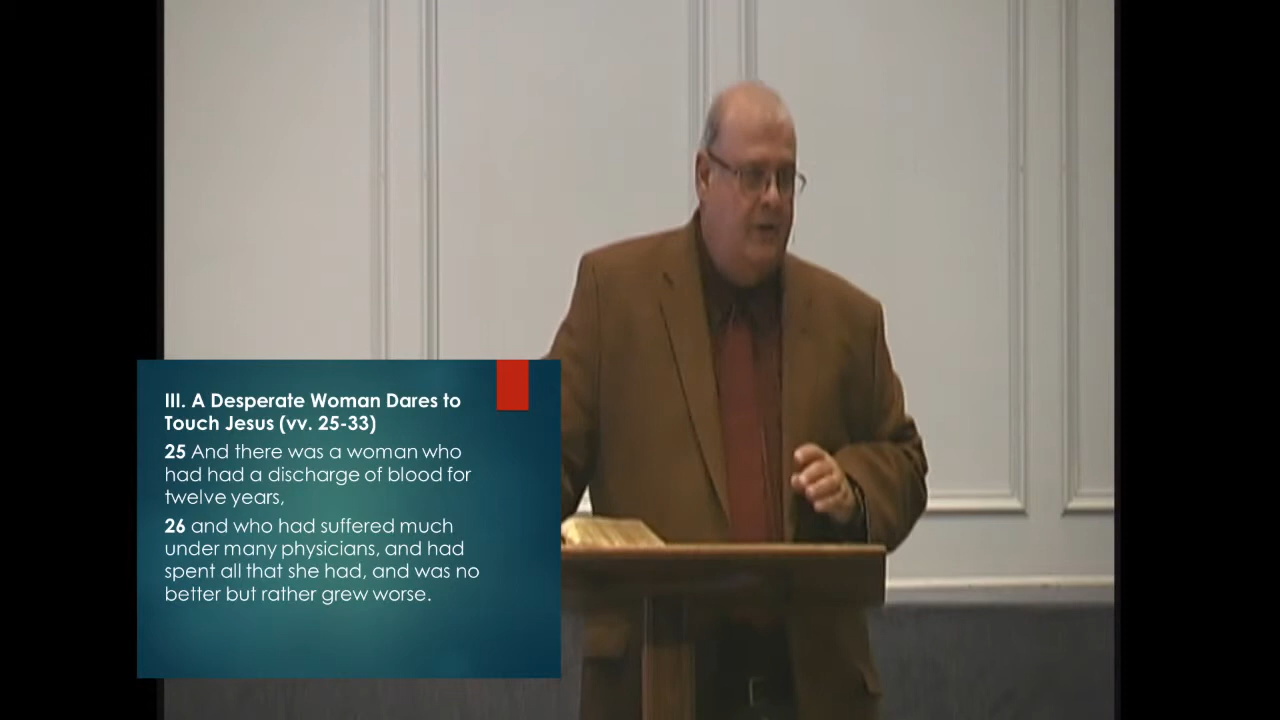 III. A Desperate Woman Dares to
Touch Jesus (vv. 25-33)
25 And there was a woman who
had had a discharge of blood for
twelve years,
26 and who had suffered much
under many physicians, and had
spent all that she had, and was no
better but rather grew worse.